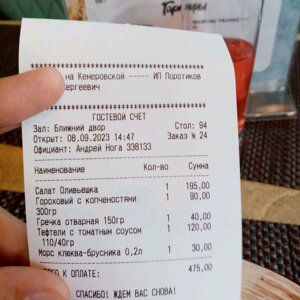 ************************
на Кемеровской ----- ИП Поротиков
Сергеевич
************************
ГОСТЕВОЙ СЧЕТ
Зал: Ближний двор Стол: 94
Открыт: 08.09.2023 14:47 Заказ № 24
Официант: Андрей Нога 338133
Наименование Кол-во Сумма
Салат Оливьешка 1 195,00
Гороховый с копченостями 1 90,00
300гр
Гречка отварная 150гр 1 40,00
Тефтели с томатным соусом 1 120,00
110/40гр
Морс клюква-брусника 0,2л 1 30,00
К ОПЛАТЕ: 475,00
СПАСИБО! ЖДЕМ ВАС СНОВА!